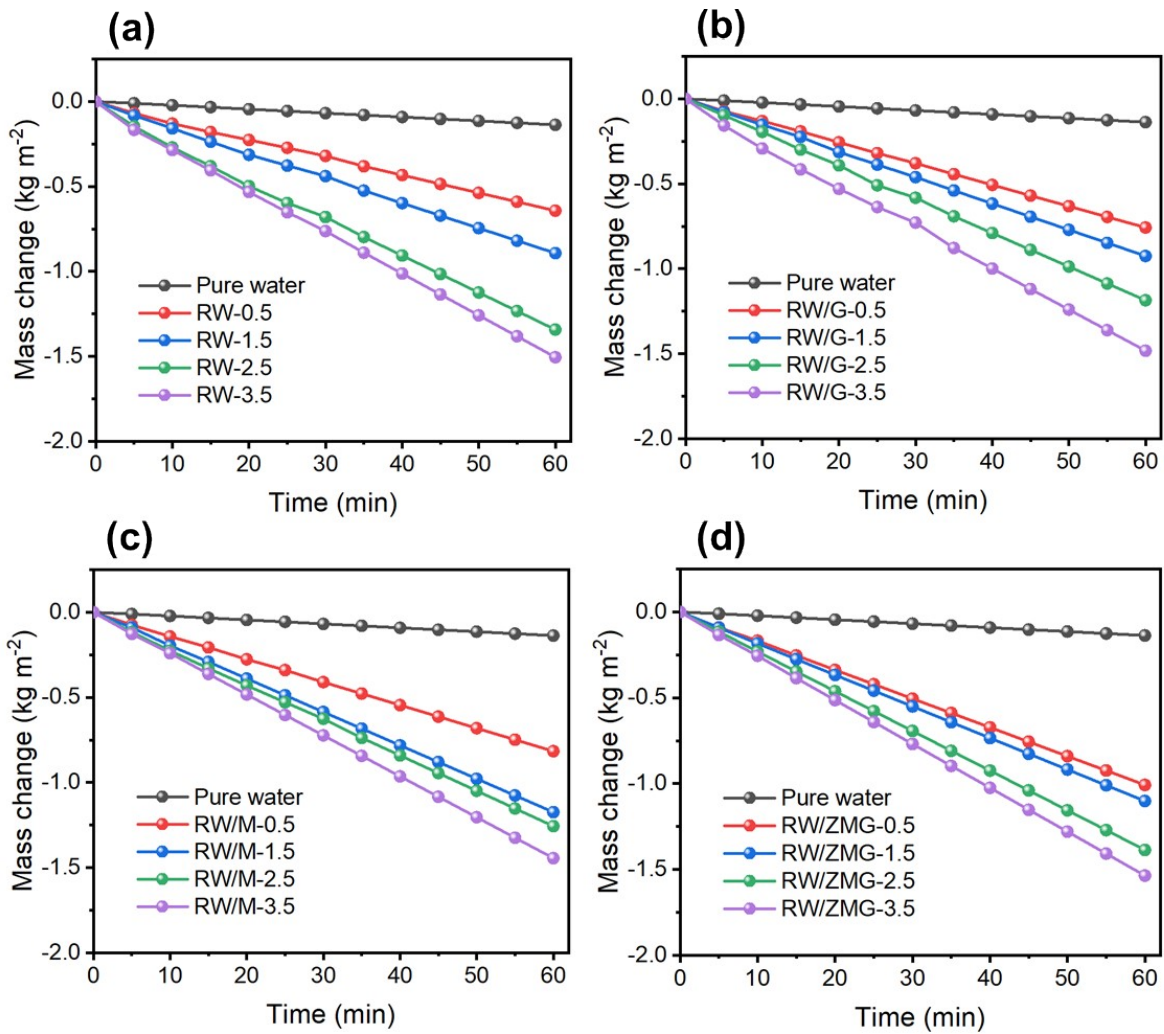 (a)
0.0
-0.5
-1.0
-1.5
-2.0
Mass change (kg m-2)
Pure water
RW-0.5
RW-1.5
RW-2.5
RW-3.5
0 10 20 30 40 50 60
Time (min)
(b)
0.0
-0.5
-1.0
-1.5
-2.0
Mass change (kg m-2)
Pure water
RW/G-0.5
RW/G-1.5
RW/G-2.5
RW/G-3.5
0 10 20 30 40 50 60
Time (min)
(c)
0.0
-0.5
-1.0
-1.5
-2.0
Mass change (kg m-2)
Pure water
RW/M-0.5
RW/M-1.5
RW/M-2.5
RW/M-3.5
0 10 20 30 40 50 60
Time (min)
(d)
0.0
-0.5
-1.0
-1.5
-2.0
Mass change (kg m-2)
Pure water
RW/ZMG-0.5
RW/ZMG-1.5
RW/ZMG-2.5
RW/ZMG-3.5
0 10 20 30 40 50 60
Time (min)